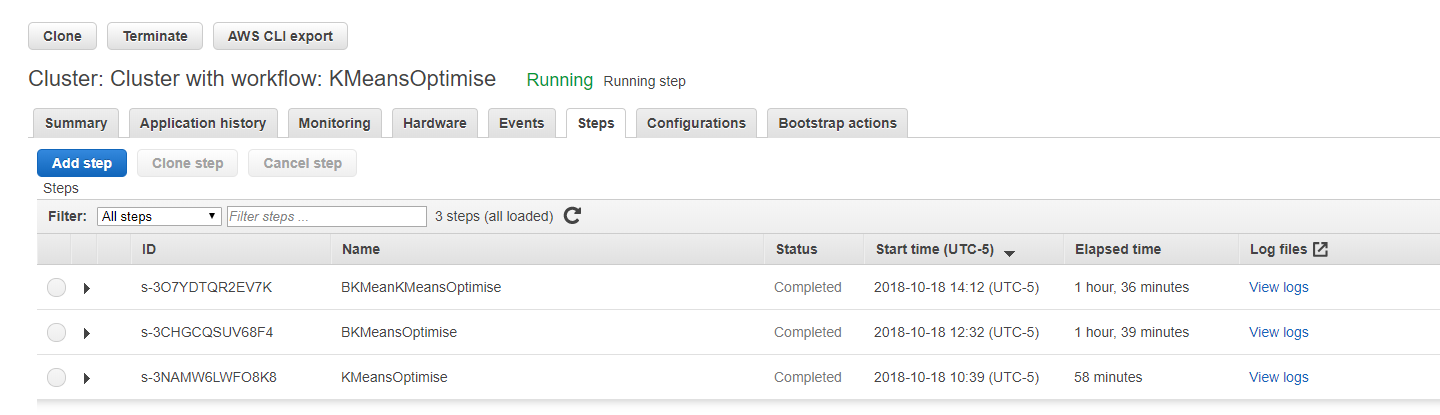 Clone Terminate AWS CLI export
Cluster: Cluster with workflow: KMeansOptimise Running Running step
Summary Application history Monitoring Hardware Events Steps Configurations Bootstrap actions
Add step Clone step Cancel step
Steps
Filter: All steps Filter steps ... 3 steps (all loaded)
ID Name Status Start time (UTC-5) Elapsed time Log files
s-3O7YDTQR2EV7K BKMeanKMeansOptimise Completed 2018-10-18 14:12 (UTC-5) 1 hour, 36 minutes View logs
s-3CHGCQSUV68F4 BKMeansOptimise Completed 2018-10-18 12:32 (UTC-5) 1 hour, 39 minutes View logs
s-3NAMW6LWFO8K8 KMeansOptimise Completed 2018-10-18 10:39 (UTC-5) 58 minutes View logs